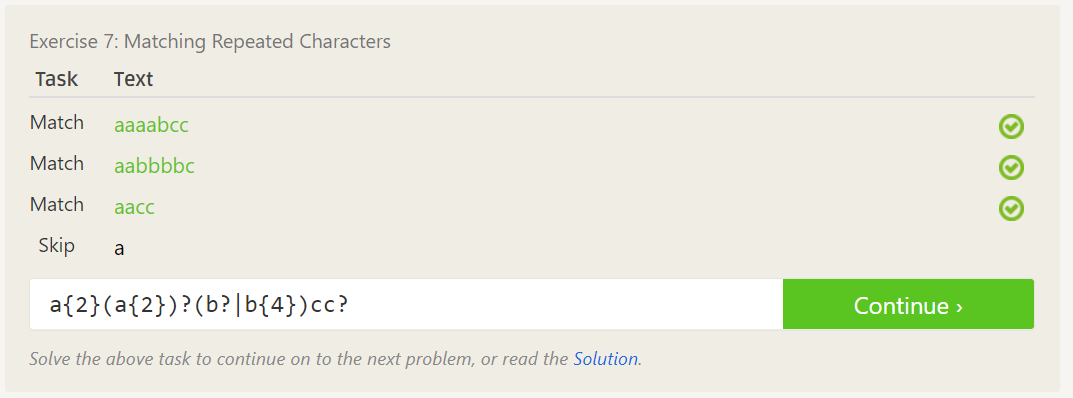 Exercise 7: Matching Repeated Characters
Task Text
Match aaaabcc
Match aabbbbc
Match aacc
Skip a
a{2}(a{2})?(b?|b{4})cc?
Continue ›
Solve the above task to continue on to the next problem, or read the Solution.